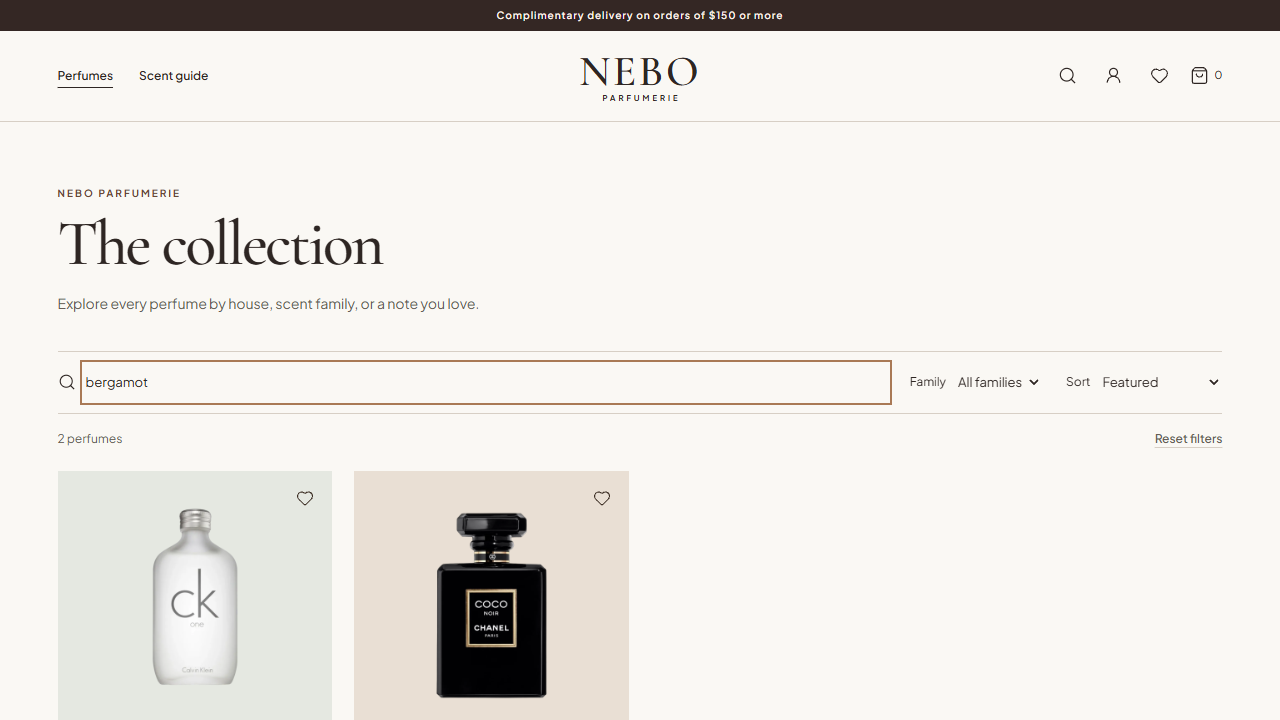 Complimentary delivery on orders of $150 or more
Perfumes
Scent guide
NEBO
PARFUMERIE
0
NEBO PARFUMERIE
The collection
Explore every perfume by house, scent family, or a note you love.
bergamot
Family
All families
Sort
Featured
2 perfumes
Reset filters
ck
one
Calvin Klein
COCO
NOIR
CHANEL
PARIS